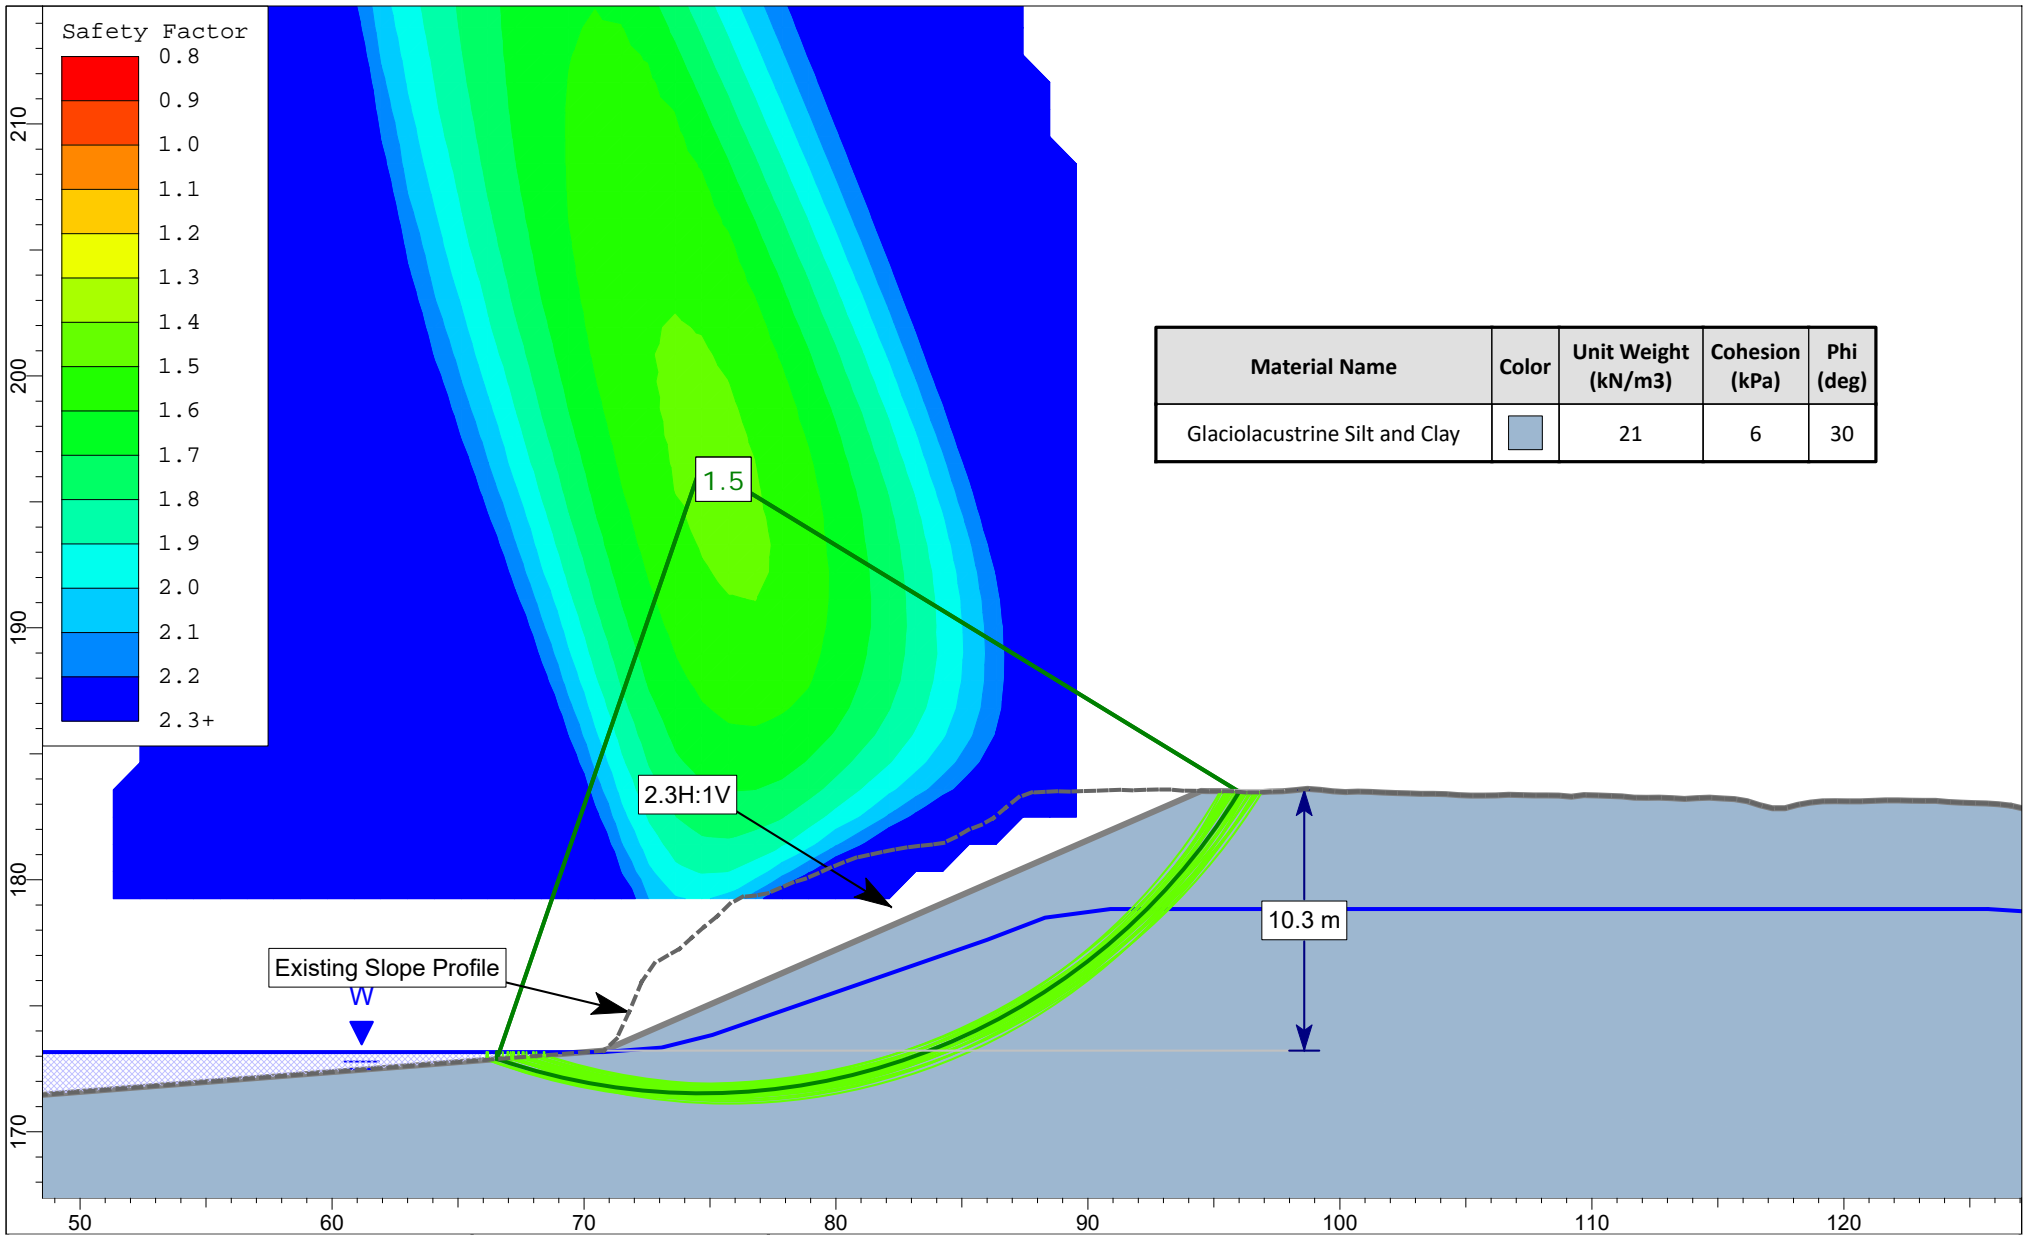 Safety Factor
0.8
0.9
1.0
1.1
1.2
1.3
1.4
1.5
1.6
1.7
1.8
1.9
2.0
2.1
2.2
2.3+
210
200
190
180
170
Material Name Color Unit Weight (kN/m3) Cohesion (kPa) Phi (deg)
Glaciolacustrine Silt and Clay 21 6 30
1.5
2.3H:1V
10.3 m
Existing Slope Profile
W
50 60 70 80 90 100 110 120